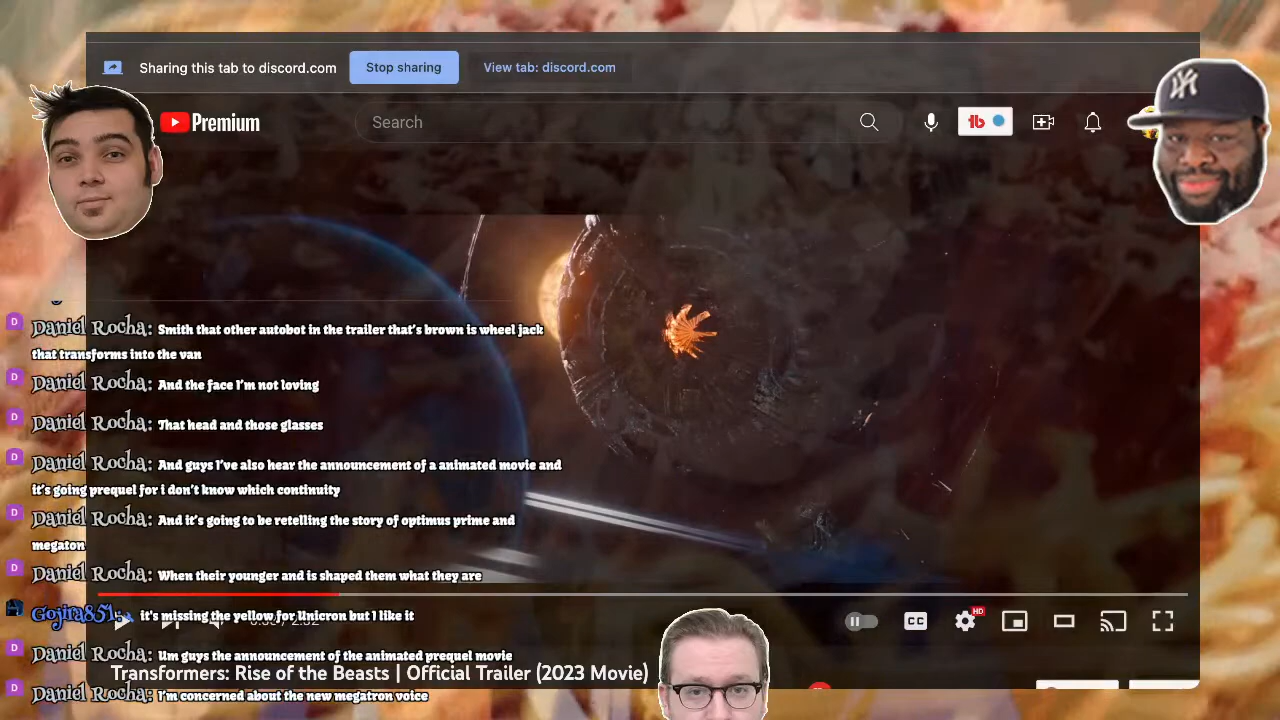 Sharing this tab to discord.com
Stop sharing
View tab: discord.com
Premium
Search
Daniel Rocha: Smith that other autobot in the trailer that's brown is wheel jack
that transforms into the van
Daniel Rocha: And the face I'm not loving
Daniel Rocha: That head and those glasses
Daniel Rocha: And guys I've also hear the announcement of a animated movie and
it's going prequel for i don't know which continuity
Daniel Rocha: And it's going to be retelling the story of optimus prime and
megaton
Daniel Rocha: When their younger and is shaped them what they are
Gojira851: it's missing the yellow for Unicron but I like it
CC
HD
Daniel Rocha: Um guys the announcement of the animated prequel movie
Transformers: Rise of the Beasts | Official Trailer (2023 Movie)
Daniel Rocha: I'm concerned about the new megatron voice